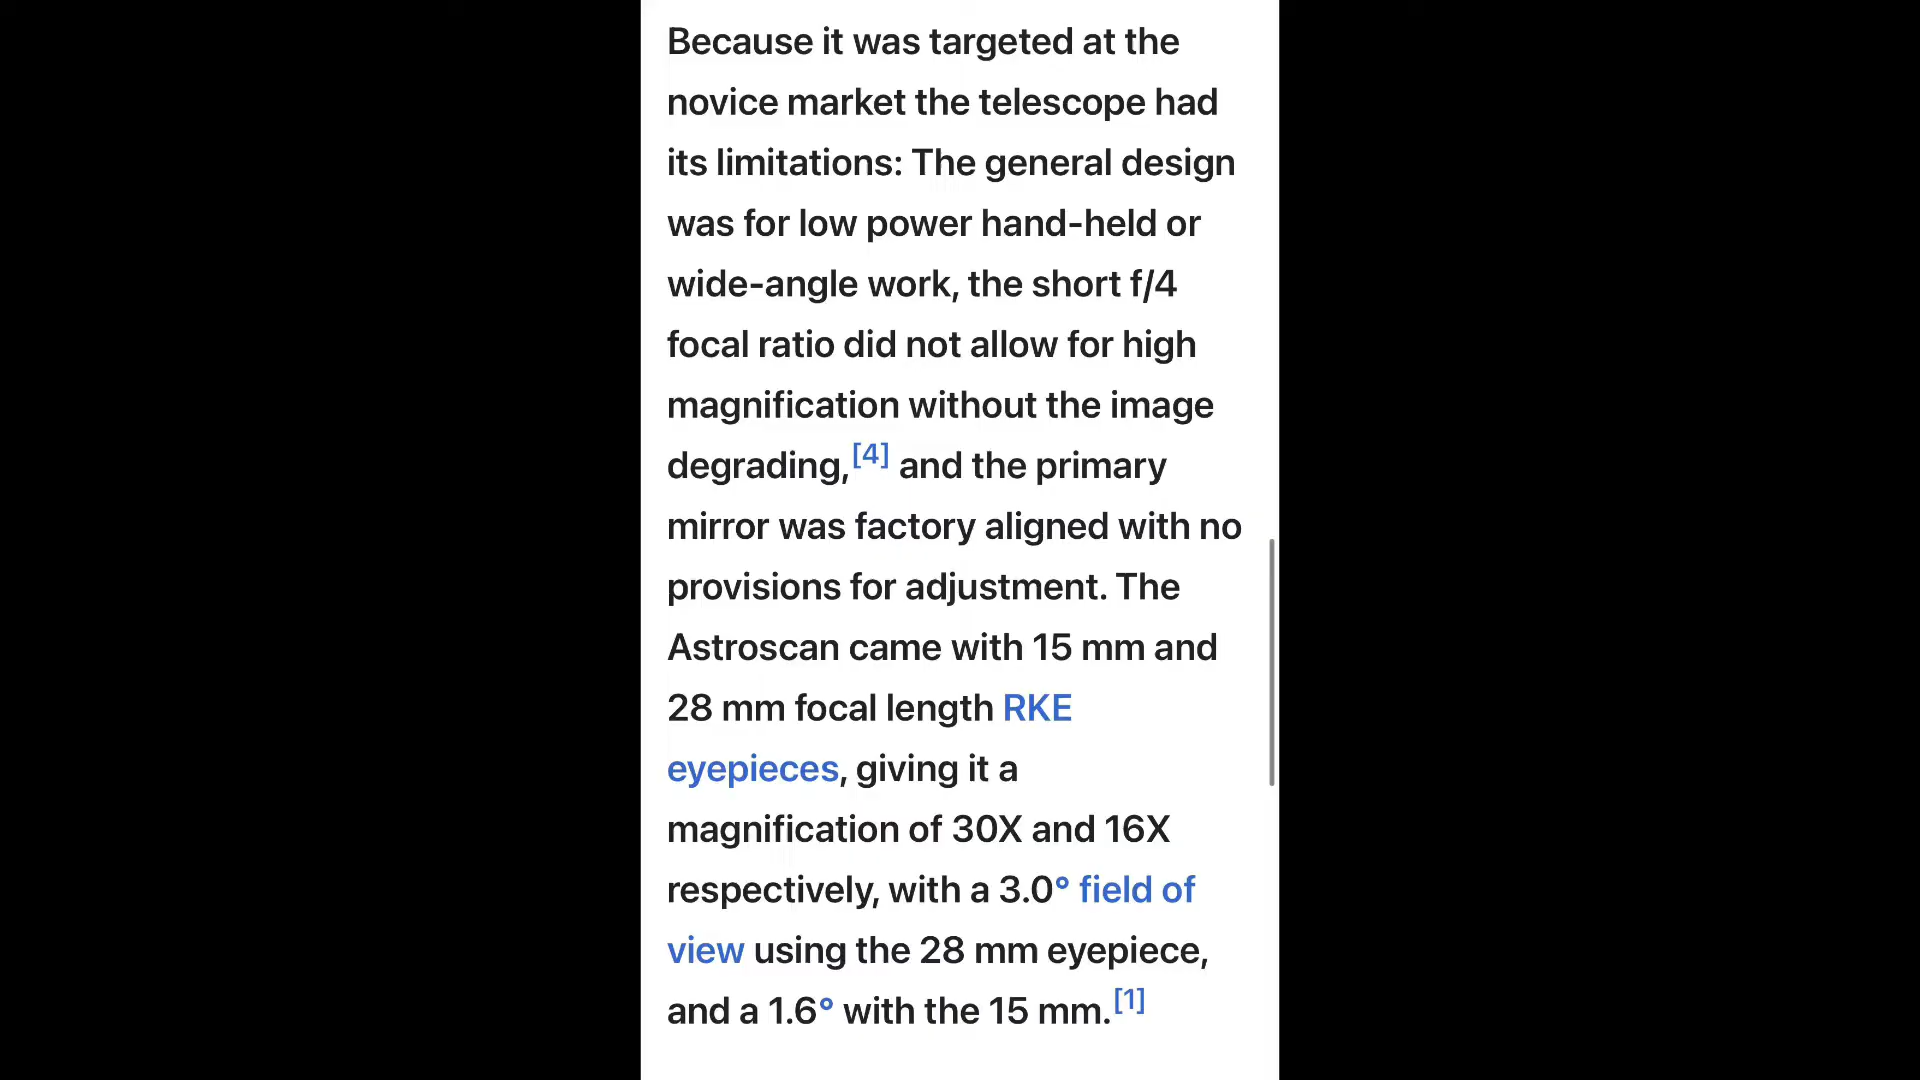 Because it was targeted at the
novice market the telescope had
its limitations: The general design
was for low power hand-held or
wide-angle work, the short f/4
focal ratio did not allow for high
magnification without the image
degrading,[4] and the primary
mirror was factory aligned with no
provisions for adjustment. The
Astroscan came with 15 mm and
28 mm focal length RKE
eyepieces, giving it a
magnification of 30X and 16X
respectively, with a 3.0° field of
view using the 28 mm eyepiece,
and a 1.6° with the 15 mm.[1]